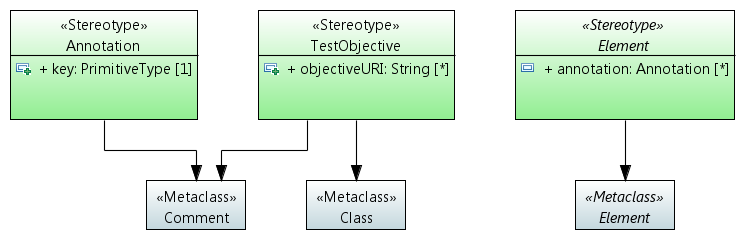 «Stereotype»
Annotation
+ key: PrimitiveType [1]
«Stereotype»
TestObjective
+ objectiveURI: String [*]
«Stereotype»
Element
+ annotation: Annotation [*]
«Metaclass»
Comment
«Metaclass»
Class
«Metaclass»
Element